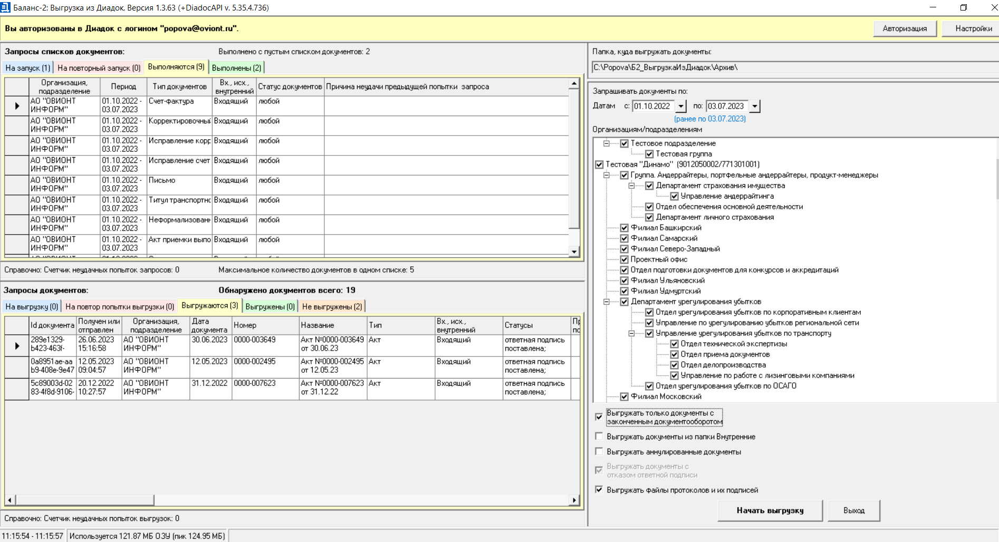 Баланс-2: Выгрузка из Диадок. Версия 1.3.63 (+DiadocAPI v. 5.35.4.736)
Вы авторизованы в Диадок с логином "popova@oviont.ru".
Авторизация
Настройки
Запросы списков документов:
Выполнено с пустым списком документов: 2
На запуск (1)
На повторный запуск (0)
Выполняются (9)
Выполнены (2)
Организация, подразделение
Период
Тип документов
Вх., исх., внутренний
Статус документов
Причина неудачи предыдущей попытки запроса
АО "ОВИОНТ 01.10.2022 - Счет-фактура Входящий любой
ИНФОРМ" 03.07.2023
АО "ОВИОНТ 01.10.2022 - Корректировочный Входящий любой
ИНФОРМ" 03.07.2023
АО "ОВИОНТ 01.10.2022 - Исправление корр Входящий любой
ИНФОРМ" 03.07.2023
АО "ОВИОНТ 01.10.2022 - Исправление счет Входящий любой
ИНФОРМ" 03.07.2023
АО "ОВИОНТ 01.10.2022 - Письмо Входящий любой
ИНФОРМ" 03.07.2023
АО "ОВИОНТ 01.10.2022 - Титул транспортнс Входящий любой
ИНФОРМ" 03.07.2023
АО "ОВИОНТ 01.10.2022 - Неформализованн Входящий любой
ИНФОРМ" 03.07.2023
АО "ОВИОНТ 01.10.2022 - Акт приемки выпо Входящий любой
ИНФОРМ" 03.07.2023
Справочно: Счетчик неудачных попыток запросов: 0
Максимальное количество документов в одном списке: 5
Запросы документов:
Обнаружено документов всего: 19
На выгрузку (0)
На повтор попытки выгрузки (0)
Выгружаются (3)
Выгружены (0)
Не выгружены (2)
Id документа
Получен или отправлен
Организация, подразделение
Дата документа
Номер
Название
Тип
Вх., исх., внутренний
Статусы
289e1329- 26.06.2023 АО "ОВИОНТ 30.06.2023 0000-003649 Акт №0000-003649 Акт Входящий ответная подпись
b423-463f- 15:16:58 ИНФОРМ" от 30.06.23 поставлена;
0a8951ae-aa 12.05.2023 АО "ОВИОНТ 12.05.2023 0000-002495 Акт №0000-002495 Акт Входящий ответная подпись
b9-408e-9e47 09:04:57 ИНФОРМ" от 12.05.23 поставлена;
5c89003d-02 20.12.2022 АО "ОВИОНТ 31.12.2022 0000-007623 Акт №0000-007623 Акт Входящий ответная подпись
83-4f8d-9106- 10:27:57 ИНФОРМ" от 31.12.22 поставлена;
Справочно: Счетчик неудачных попыток выгрузок: 0
11:15:54 - 11:15:57
Используется 121.87 МБ ОЗУ (пик 124.95 МБ)
Папка, куда выгружать документы:
C:\Popova\Б2_ВыгрузкаИзДиадок\Архив\
Запрашивать документы по:
Датам с: 01.10.2022 по: 03.07.2023
(ранее по 03.07.2023)
Организациям/подразделениям
Тестовое подразделение
Тестовая группа
Тестовая "Динамо" (9012050002/771301001)
Группа. Андеррайтеры, портфельные андеррайтеры, продукт-менеджеры
Департамент страхования имущества
Управление андеррайтинга
Отдел обеспечения основной деятельности
Департамент личного страхования
Филиал Башкирский
Филиал Самарский
Филиал Северо-Западный
Проектный офис
Отдел подготовки документов для конкурсов и аккредитаций
Филиал Ульяновский
Филиал Удмуртский
Департамент урегулирования убытков
Отдел урегулирования убытков по корпоративным клиентам
Управление по урегулированию убытков региональной сети
Управление урегулирования убытков по транспорту
Отдел технической экспертизы
Отдел приема документов
Отдел делопроизводства
Управление по работе с лизинговыми компаниями
Отдел урегулирования убытков по ОСАГО
Филиал Московский
Выгружать только документы с
законченным документооборотом
Выгружать документы из папки Внутренние
Выгружать аннулированные документы
Выгружать документы с
отказом ответной подписи
Выгружать файлы протоколов и их подписей
Начать выгрузку
Выход